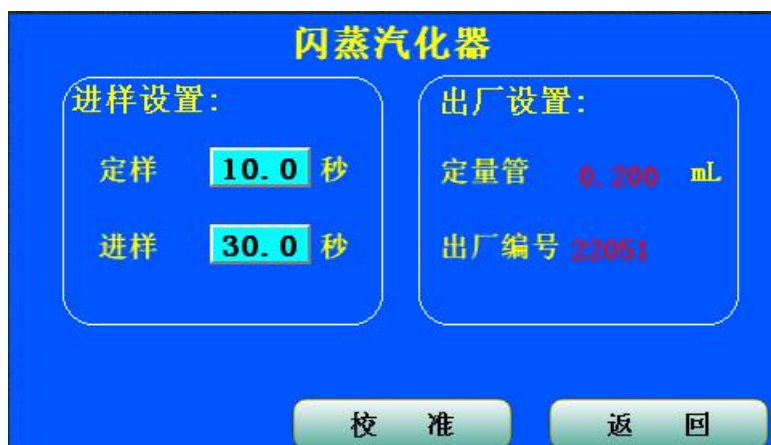 闪蒸汽化器
进样设置:
定样 10.0 秒
进样 30.0 秒
出厂设置:
定量管 0.200 mL
出厂编号 22051
校 准
返 回